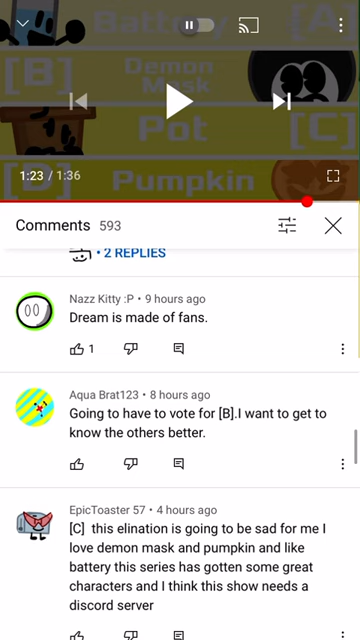 Battery [A]
[B] Demon
Mask
Pot [C]
[D] Pumpkin
1:23 / 1:36
Comments 593
• 2 REPLIES
Nazz Kitty :P • 9 hours ago
Dream is made of fans.
1
Aqua Brat123 • 8 hours ago
Going to have to vote for [B].I want to get to
know the others better.
EpicToaster 57 • 4 hours ago
[C] this elination is going to be sad for me I
love demon mask and pumpkin and like
battery this series has gotten some great
characters and I think this show needs a
discord server